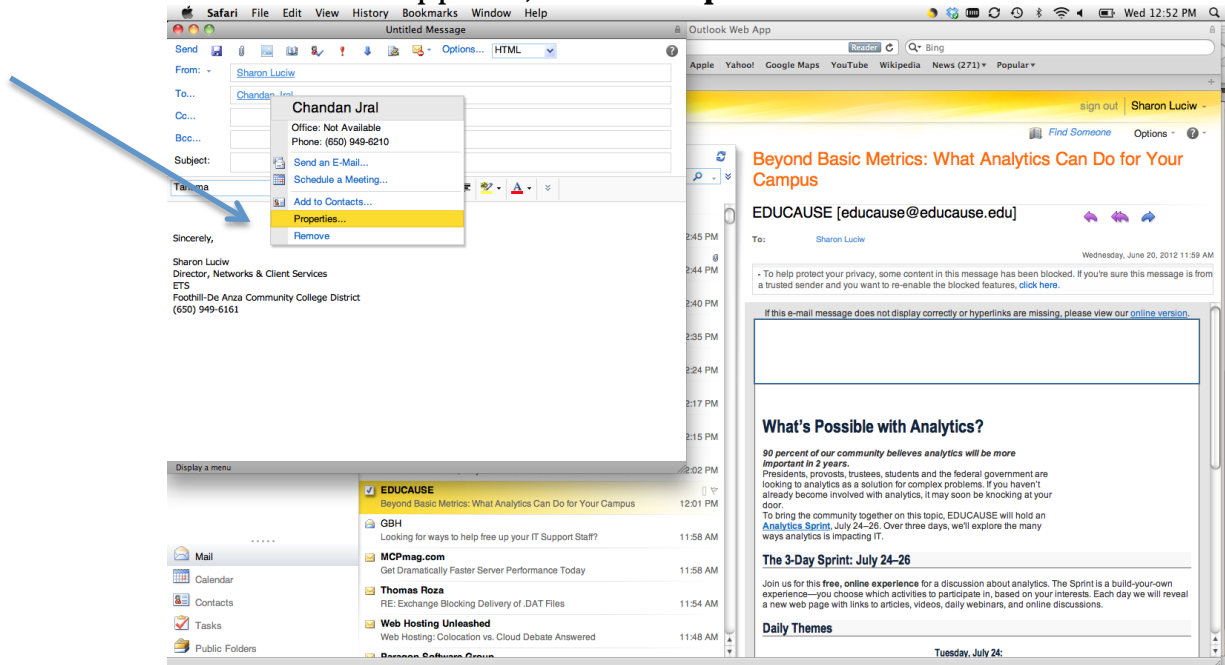 Safari File Edit View History Bookmarks Window Help
Wed 12:52 PM
Untitled Message
Send
Options... HTML
From:
Sharon Luciw
To...
Cc...
Bcc...
Subject:
Chandan Jral
Office: Not Available
Phone: (650) 949-6210
Send an E-Mail...
Schedule a Meeting...
Add to Contacts...
Properties...
Remove
Sincerely,
Sharon Luciw
Director, Networks & Client Services
ETS
Foothill-De Anza Community College District
(650) 949-6161
Display a menu
Outlook Web App
Reader
Bing
Apple Yahoo! Google Maps YouTube Wikipedia News (271) Popular
sign out Sharon Luciw
Find Someone Options
2:45 PM
2:44 PM
2:40 PM
2:35 PM
2:24 PM
2:17 PM
2:15 PM
2:02 PM
EDUCAUSE
Beyond Basic Metrics: What Analytics Can Do for Your Campus 12:01 PM
GBH
Looking for ways to help free up your IT Support Staff? 11:58 AM
MCPmag.com
Get Dramatically Faster Server Performance Today 11:58 AM
Thomas Roza
RE: Exchange Blocking Delivery of .DAT Files 11:54 AM
Web Hosting Unleashed
Web Hosting: Colocation vs. Cloud Debate Answered 11:48 AM
Paragon Software Group
Mail
Calendar
Contacts
Tasks
Public Folders
Beyond Basic Metrics: What Analytics Can Do for Your
Campus
EDUCAUSE [educause@educause.edu]
To: Sharon Luciw
Wednesday, June 20, 2012 11:59 AM
- To help protect your privacy, some content in this message has been blocked. If you're sure this message is from
a trusted sender and you want to re-enable the blocked features, click here.
If this e-mail message does not display correctly or hyperlinks are missing, please view our online version.
What's Possible with Analytics?
90 percent of our community believes analytics will be more
important in 2 years.
Presidents, provosts, trustees, students and the federal government are
looking to analytics as a solution for complex problems. If you haven't
already become involved with analytics, it may soon be knocking at your
door.
To bring the community together on this topic, EDUCAUSE will hold an
Analytics Sprint, July 24–26. Over three days, we'll explore the many
ways analytics is impacting IT.
The 3-Day Sprint: July 24–26
Join us for this free, online experience for a discussion about analytics. The Sprint is a build-your-own
experience—you choose which activities to participate in, based on your interests. Each day we will reveal
a new web page with links to articles, videos, daily webinars, and online discussions.
Daily Themes
Tuesday, July 24: